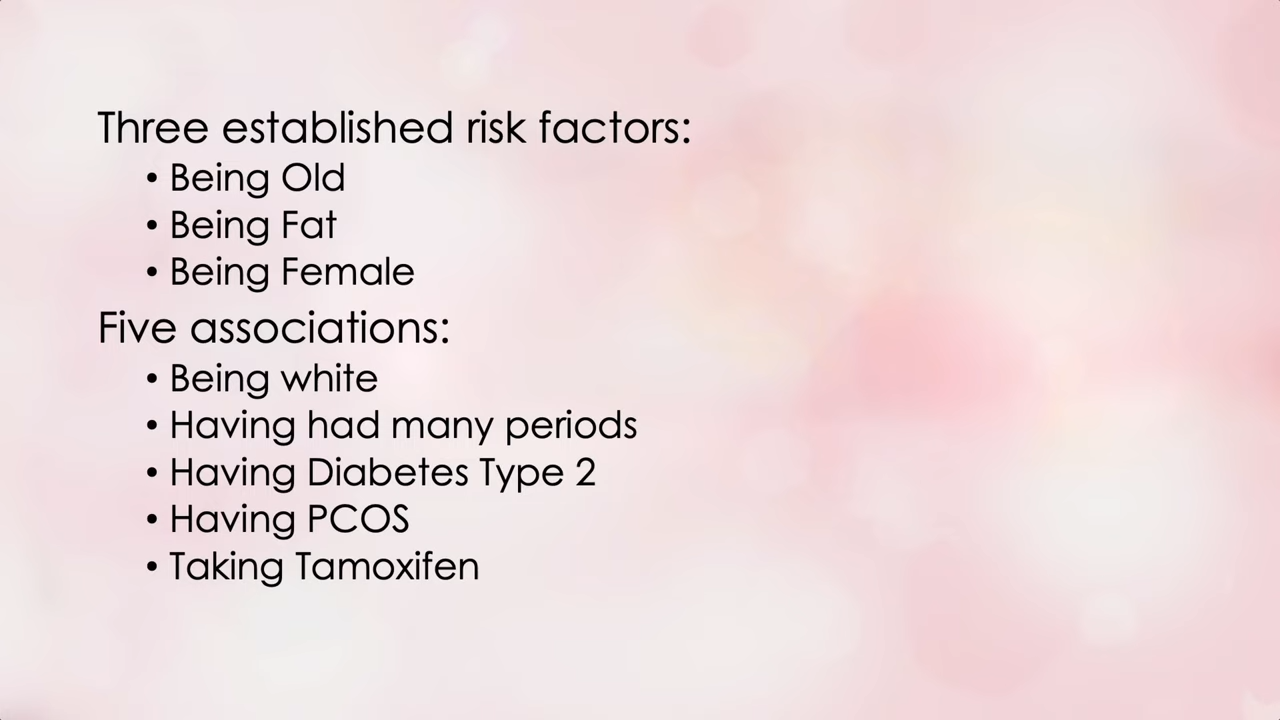 Three established risk factors:
• Being Old
• Being Fat
• Being Female
Five associations:
• Being white
• Having had many periods
• Having Diabetes Type 2
• Having PCOS
• Taking Tamoxifen